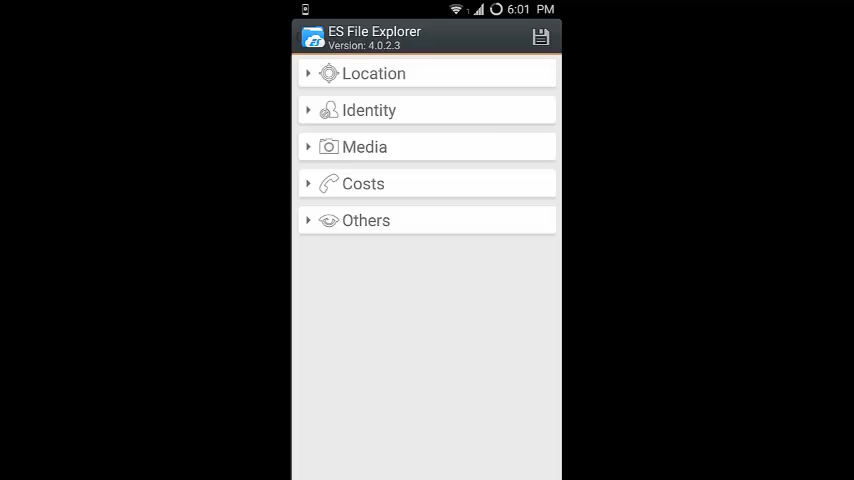 6:01 PM
ES File Explorer
Version: 4.0.2.3
Location
Identity
Media
Costs
Others